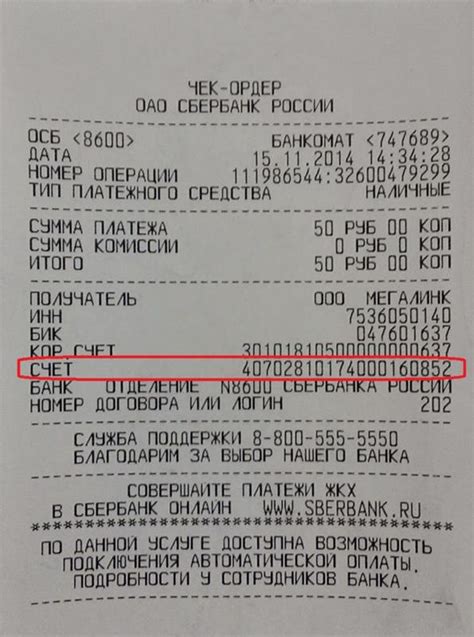 ЧЕК-ОРДЕР
ОАО СБЕРБАНК РОССИИ
ОСБ <8600> БАНКОМАТ <747689>
ДАТА 15.11.2014 14:34:28
НОМЕР ОПЕРАЦИИ 111986544:32600479299
ТИП ПЛАТЕЖНОГО СРЕДСТВА НАЛИЧНЫЕ
СУММА ПЛАТЕЖА 50 РУБ 00 КОП
СУММА КОМИССИИ 0 РУБ 00 КОП
ИТОГО 50 РУБ 00 КОП
ПОЛУЧАТЕЛЬ ООО МЕГАЛИНК
ИНН 7536050140
БИК 047601637
КОР.СЧЕТ 30101810500000000637
СЧЕТ 40702810174000160852
БАНК ОТДЕЛЕНИЕ N8600 СБЕРБАНКА РОССИИ
НОМЕР ДОГОВОРА ИЛИ ЛОГИН 202
СЛУЖБА ПОДДЕРЖКИ 8-800-555-5550
БЛАГОДАРИМ ЗА ВЫБОР НАШЕГО БАНКА
СОВЕРШАЙТЕ ПЛАТЕЖИ ЖКХ
В СБЕРБАНК ОНЛАЙН WWW.SBERBANK.RU
ПО ДАННОЙ УСЛУГЕ ДОСТУПНА ВОЗМОЖНОСТЬ
ПОДКЛЮЧЕНИЯ АВТОМАТИЧЕСКОЙ ОПЛАТЫ.
ПОДРОБНОСТИ У СОТРУДНИКОВ БАНКА.